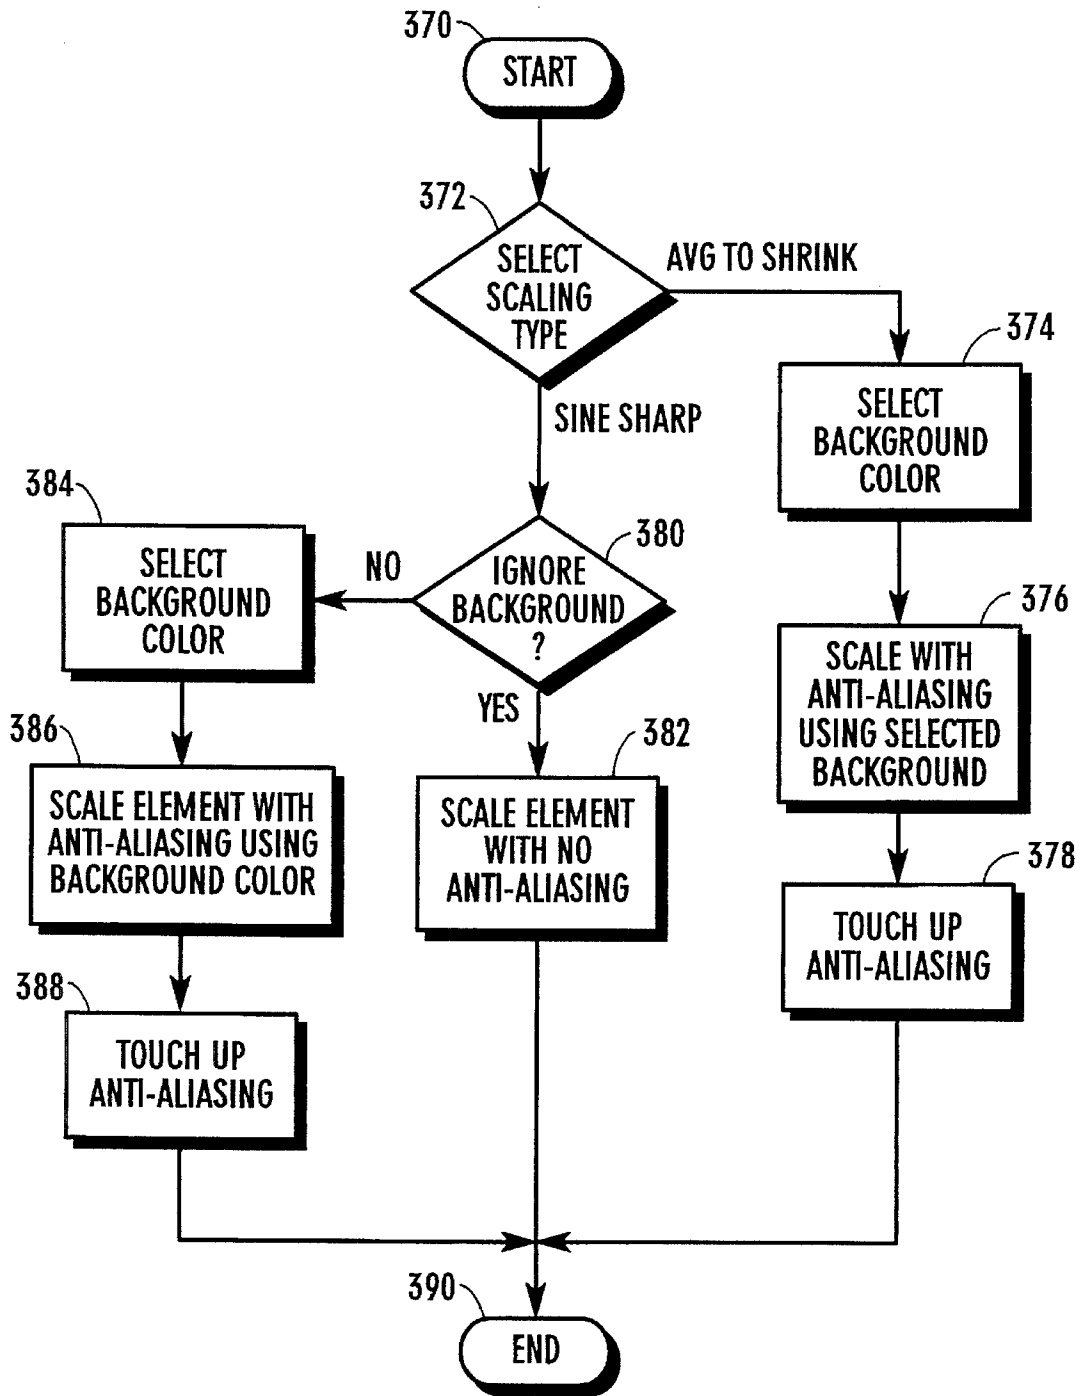 370
START
372
SELECT
SCALING
TYPE
AVG TO SHRINK
374
SELECT
BACKGROUND
COLOR
SINE SHARP
384
SELECT
BACKGROUND
COLOR
NO
380
IGNORE
BACKGROUND
?
YES
376
SCALE WITH
ANTI-ALIASING
USING SELECTED
BACKGROUND
386
SCALE ELEMENT WITH
ANTI-ALIASING USING
BACKGROUND COLOR
382
SCALE ELEMENT
WITH NO
ANTI-ALIASING
378
TOUCH UP
ANTI-ALIASING
388
TOUCH UP
ANTI-ALIASING
390
END